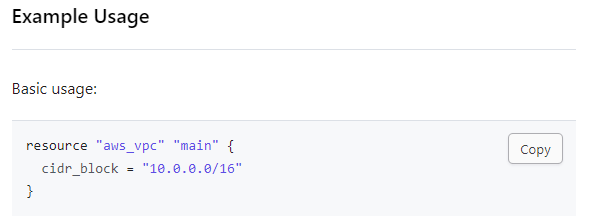 Example Usage
Basic usage:
resource "aws_vpc" "main" {
Copy
  cidr_block = "10.0.0.0/16"
}